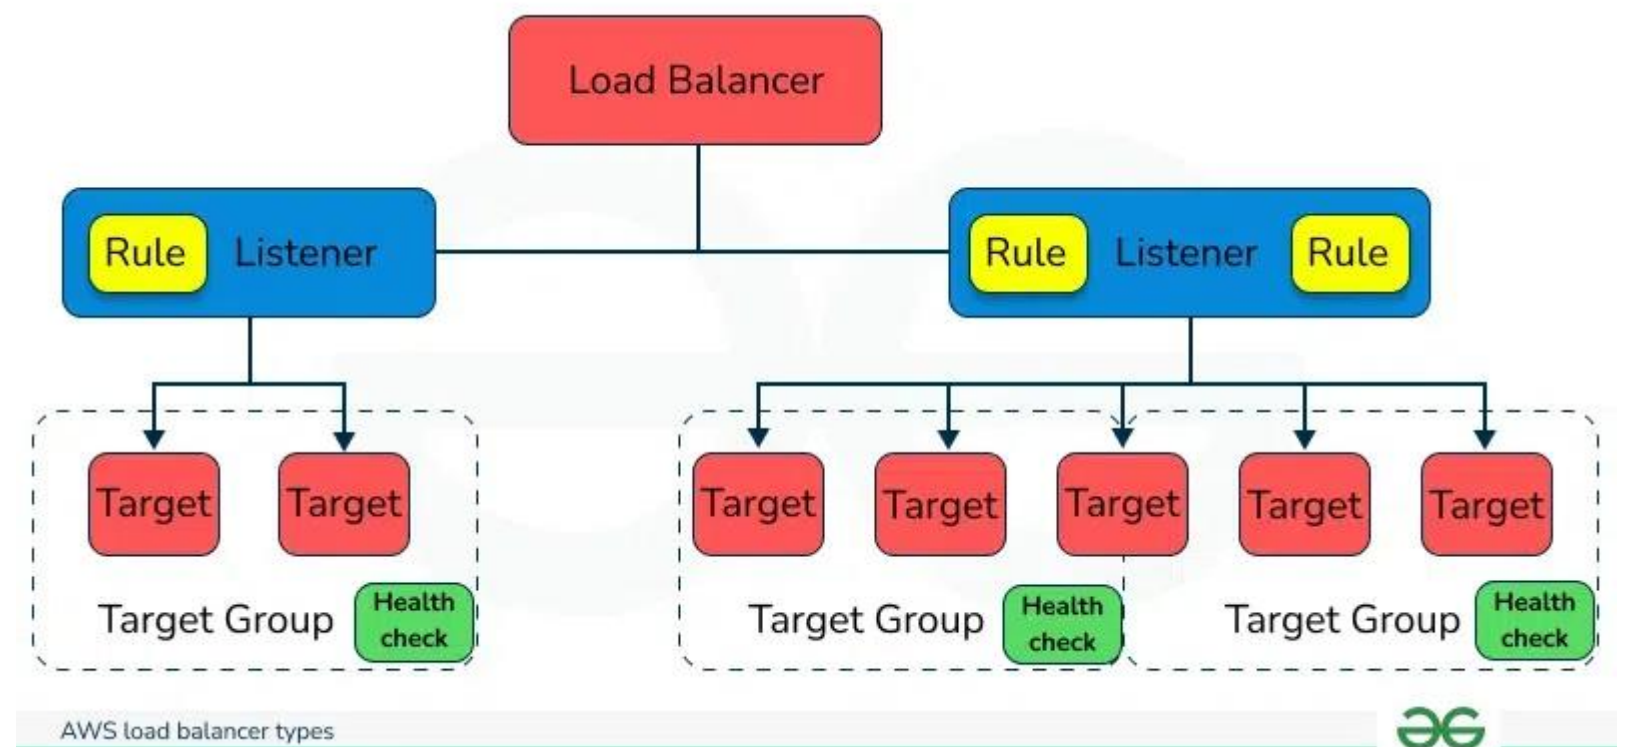 Load Balancer
Rule Listener
Rule Listener Rule
Target Target
Target Target Target Target Target
Target Group
Health
check
Target Group
Health
check
Target Group
Health
check
AWS load balancer types